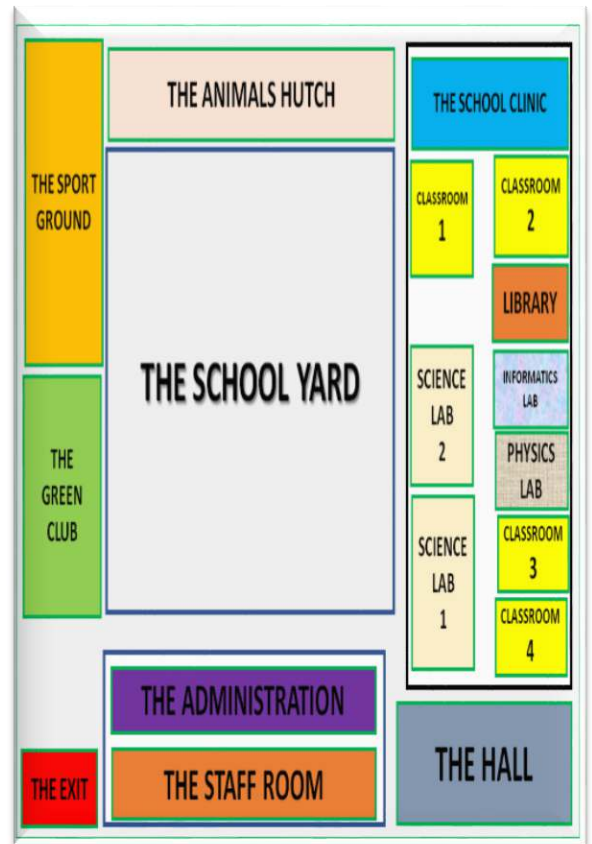 THE ANIMALS HUTCH
THE SCHOOL CLINIC
THE SPORT
GROUND
CLASSROOM
1
CLASSROOM
2
LIBRARY
THE SCHOOL YARD
SCIENCE
LAB
2
INFORMATICS
LAB
PHYSICS
LAB
THE
GREEN
CLUB
SCIENCE
LAB
1
CLASSROOM
3
CLASSROOM
4
THE ADMINISTRATION
THE HALL
THE EXIT
THE STAFF ROOM